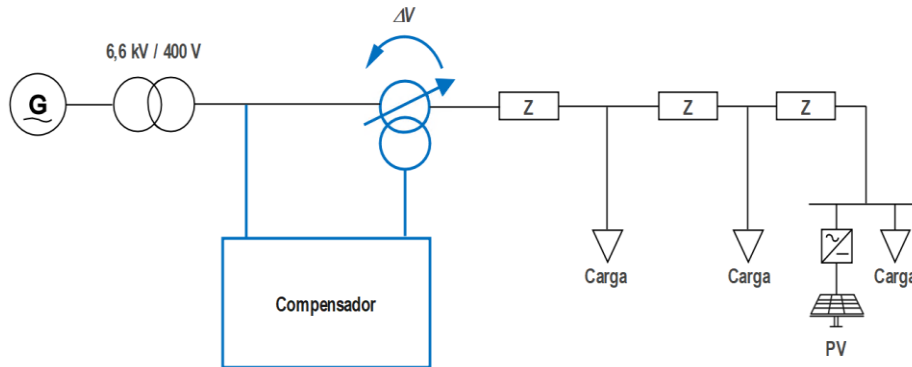 ΔV
6,6 kV / 400 V
G
Z
Z
Z
Carga
Carga
Carga
Compensador
PV